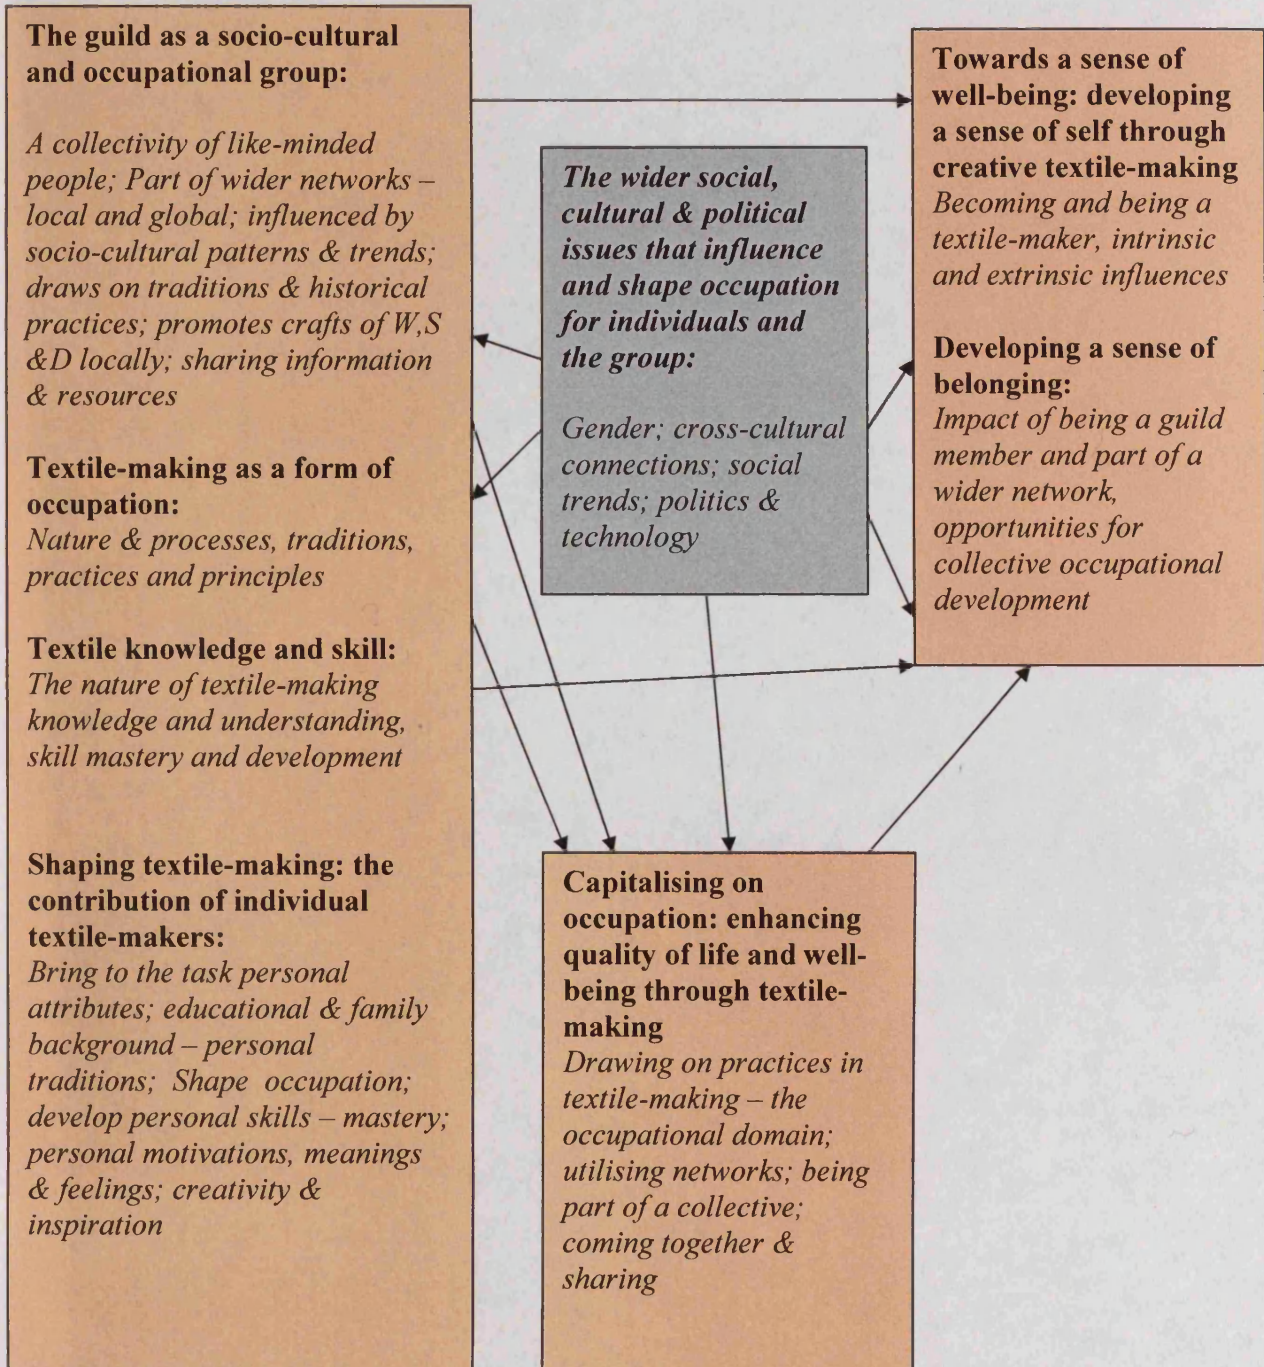 The guild as a socio-cultural
and occupational group:
A collectivity of like-minded
people; Part of wider networks –
local and global; influenced by
socio-cultural patterns & trends;
draws on traditions & historical
practices; promotes crafts of W,S
&D locally; sharing information
& resources
Textile-making as a form of
occupation:
Nature & processes, traditions,
practices and principles
Textile knowledge and skill:
The nature of textile-making
knowledge and understanding,
skill mastery and development
Shaping textile-making: the
contribution of individual
textile-makers:
Bring to the task personal
attributes; educational & family
background – personal
traditions; Shape occupation;
develop personal skills – mastery;
personal motivations, meanings
& feelings; creativity &
inspiration
The wider social,
cultural & political
issues that influence
and shape occupation
for individuals and
the group:
Gender; cross-cultural
connections; social
trends; politics &
technology
Towards a sense of
well-being: developing
a sense of self through
creative textile-making
Becoming and being a
textile-maker, intrinsic
and extrinsic influences
Developing a sense of
belonging:
Impact of being a guild
member and part of a
wider network,
opportunities for
collective occupational
development
Capitalising on
occupation: enhancing
quality of life and well-
being through textile-
making
Drawing on practices in
textile-making – the
occupational domain;
utilising networks; being
part of a collective;
coming together &
sharing